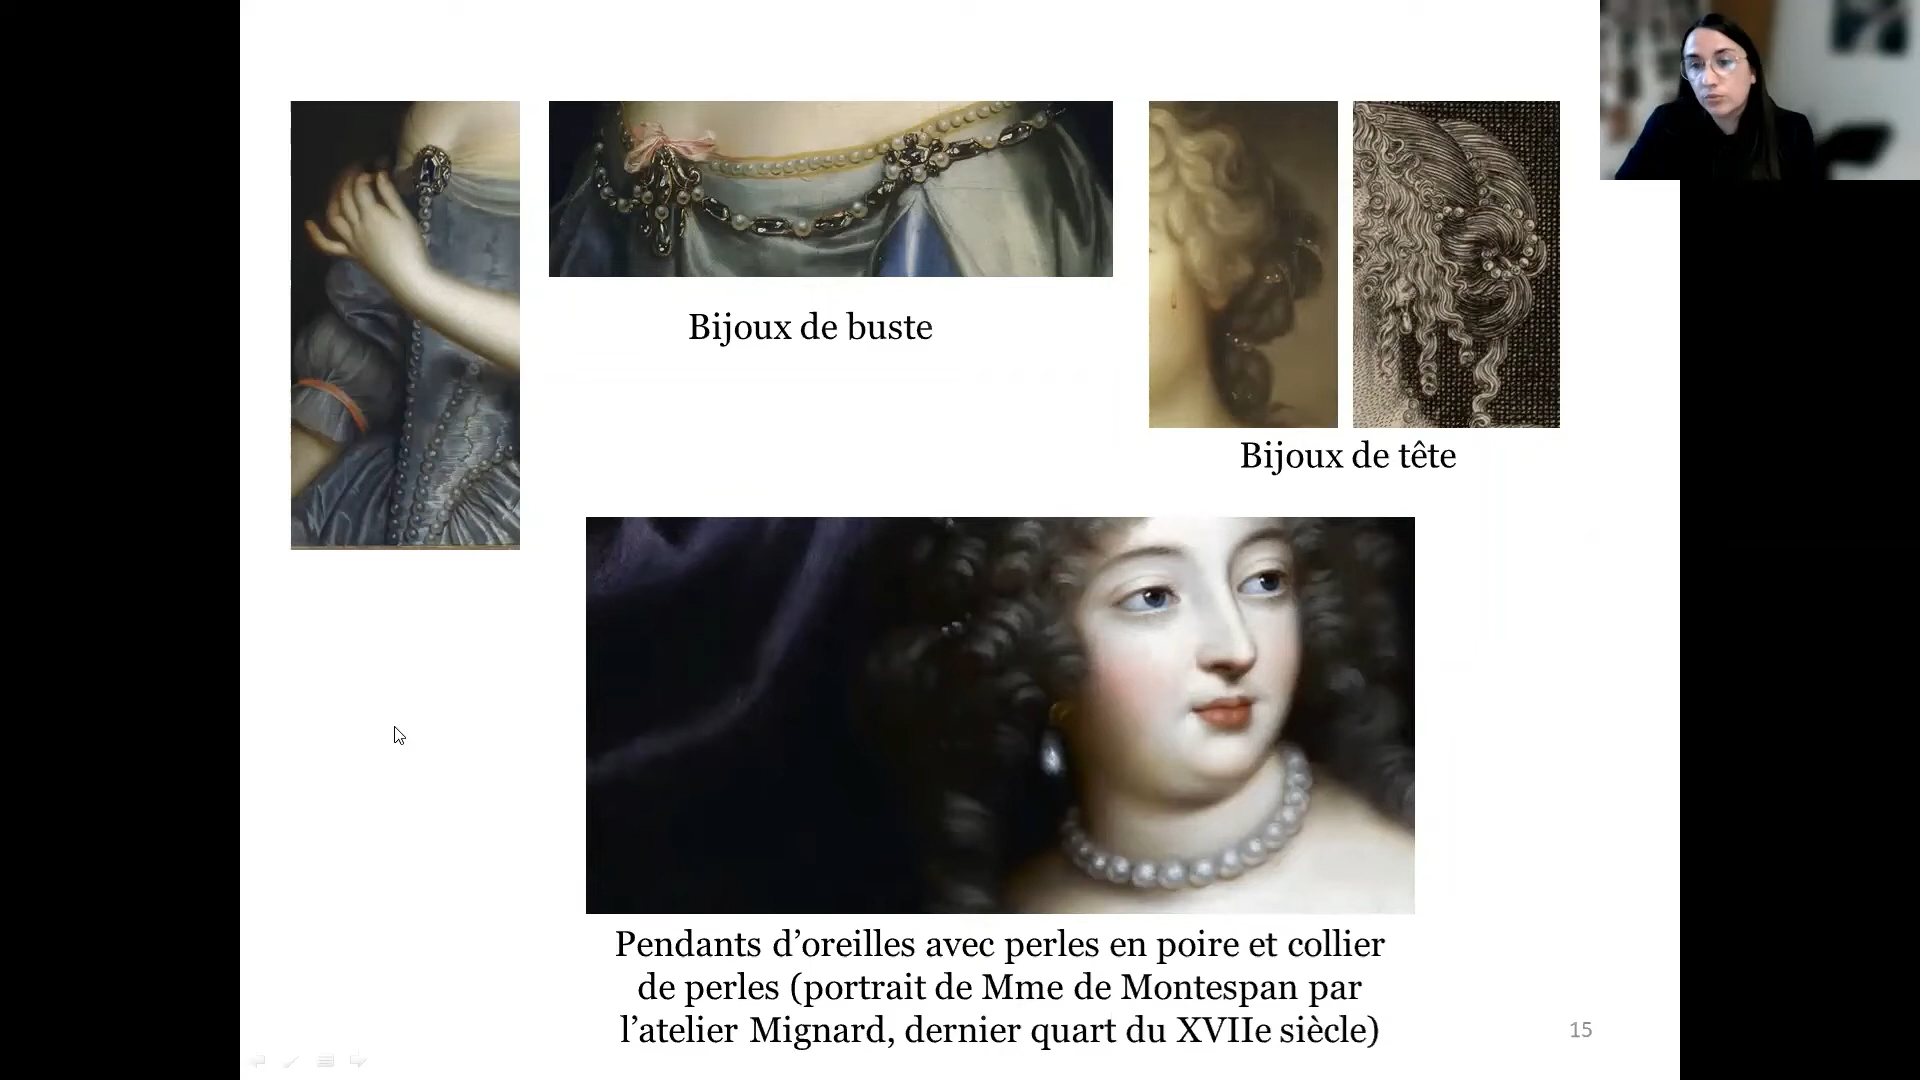 Bijoux de buste
Bijoux de tête
Pendants d’oreilles avec perles en poire et collier
de perles (portrait de Mme de Montespan par
l’atelier Mignard, dernier quart du XVIIe siècle)
15